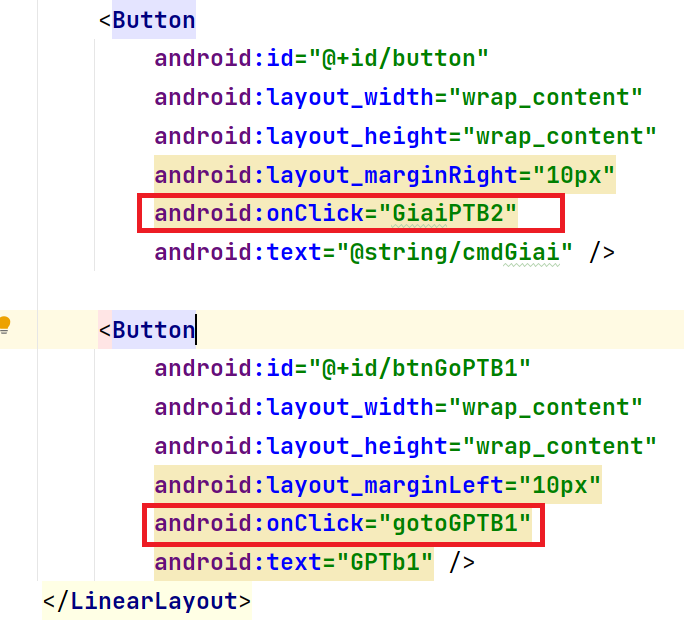 <Button
android:id="@+id/button"
android:layout_width="wrap_content"
android:layout_height="wrap_content"
android:layout_marginRight="10px"
android:onClick="GiaiPTB2"
android:text="@string/cmdGiai" />
<Button
android:id="@+id/btnGoPTB1"
android:layout_width="wrap_content"
android:layout_height="wrap_content"
android:layout_marginLeft="10px"
android:onClick="gotoGPTB1"
android:text="GPTb1" />
</LinearLayout>